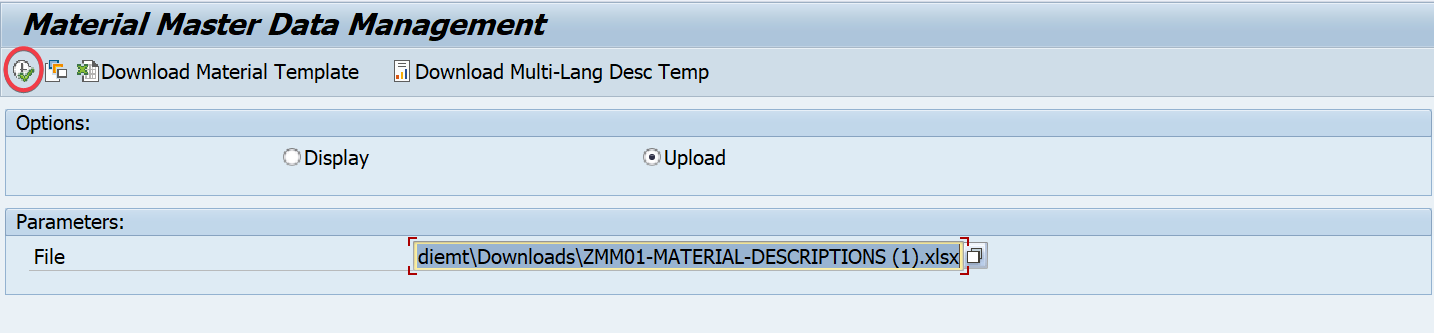 Material Master Data Management
Download Material Template Download Multi-Lang Desc Temp
Options:
Display Upload
Parameters:
File diemt\Downloads\ZMM01-MATERIAL-DESCRIPTIONS (1).xlsx